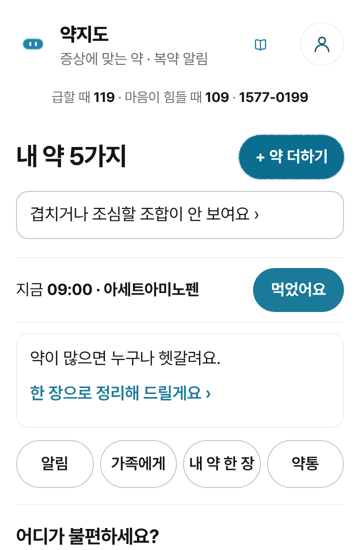 약지도
증상에 맞는 약 · 복약 알림
급할 때 119 · 마음이 힘들 때 109 · 1577-0199
내 약 5가지
+ 약 더하기
겹치거나 조심할 조합이 안 보여요 ›
지금 09:00 · 아세트아미노펜
먹었어요
약이 많으면 누구나 헷갈려요.
한 장으로 정리해 드릴게요 ›
알림
가족에게
내 약 한 장
약통
어디가 불편하세요?